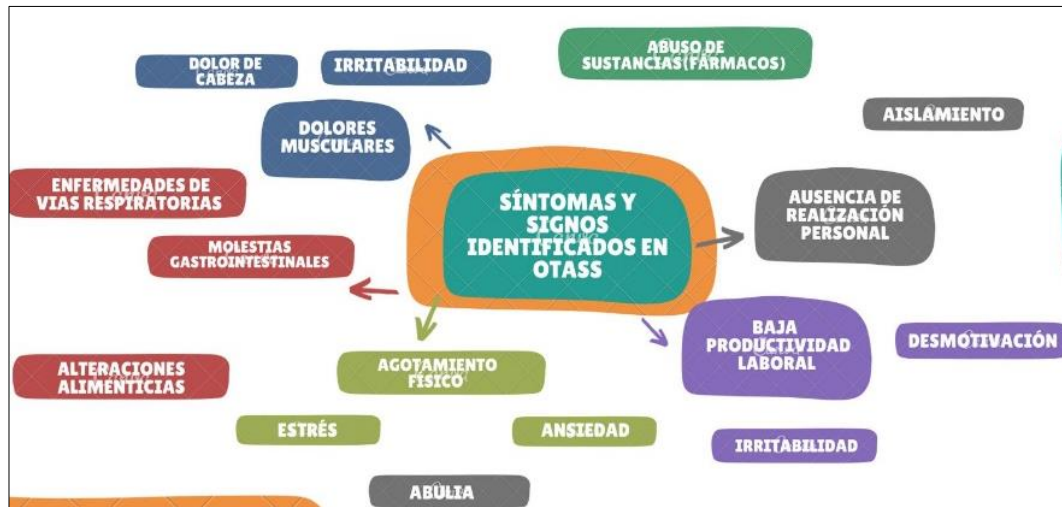 ABUSO DE
SUSTANCIAS(FÁRMACOS)
DOLOR DE
CABEZA
IRRITABILIDAD
AISLAMIENTO
DOLORES
MUSCULARES
ENFERMEDADES DE
VIAS RESPIRATORIAS
SÍNTOMAS Y
SIGNOS
IDENTIFICADOS EN
OTASS
AUSENCIA DE
REALIZACIÓN
PERSONAL
MOLESTIAS
GASTROINTESTINALES
BAJA
PRODUCTIVIDAD
LABORAL
DESMOTIVACIÓN
ALTERACIONES
ALIMENTICIAS
AGOTAMIENTO
FÍSICO
ESTRÉS
ANSIEDAD
IRRITABILIDAD
ABULIA